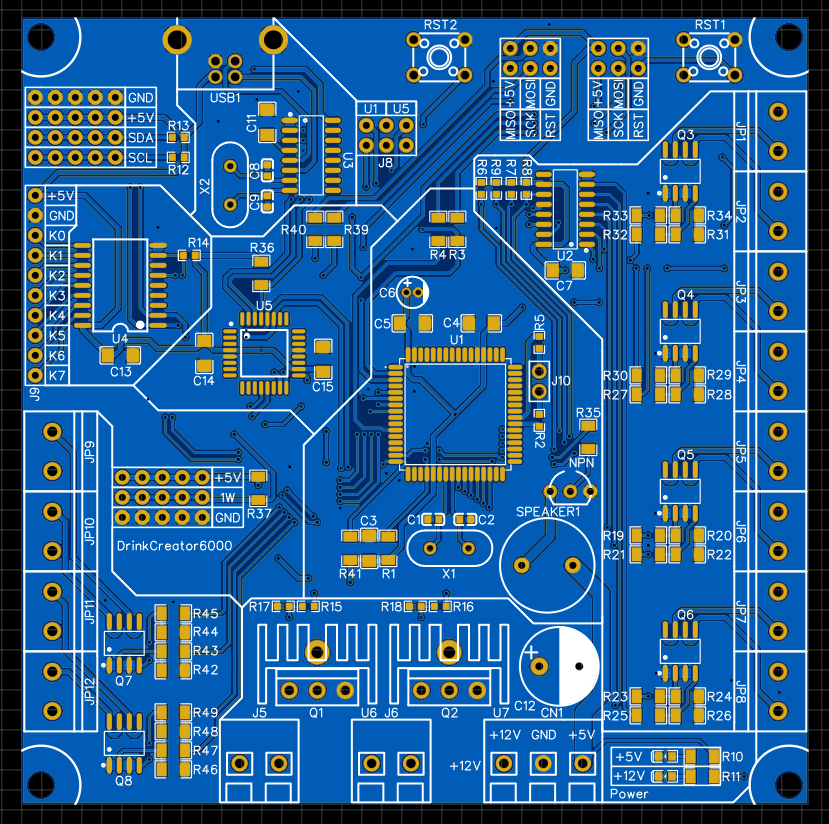 RST2
RST1
USB1
GND
+5V
SDA
SCL
R13
R12
C11
U3
X2
C8
C9
U1 U5
J8
MISO +5V
SCK MOSI
RST GND
MISO +5V
SCK MOSI
RST GND
Q3
JP1
R6
R9
R7
R8
U2
C7
JP2
R33
R34
R32
R31
+5V
GND
K0
K1
K2
K3
K4
K5
K6
K7
J9
R14
R36
R40
R39
R4
R3
U4
C13
U5
C14
C15
C6
+
C5
C4
U1
R5
J10
R2
R35
NPN
JP3
Q4
JP4
R30
R29
R27
R28
JP9
+5V
1W
GND
R37
JP5
Q5
SPEAKER1
JP10
DrinkCreator6000
C3
C1
C2
R41
R1
X1
R19
R20
R21
R22
JP6
JP11
R17
R15
R18
R16
R45
R44
R43
R42
Q7
JP7
Q6
JP12
+
C12
CN1
J5
Q1
U6
J6
Q2
U7
JP8
R23
R24
R25
R26
R49
R48
R47
R46
Q8
+12V
+12V
GND
+5V
+5V
R10
+12V
R11
Power